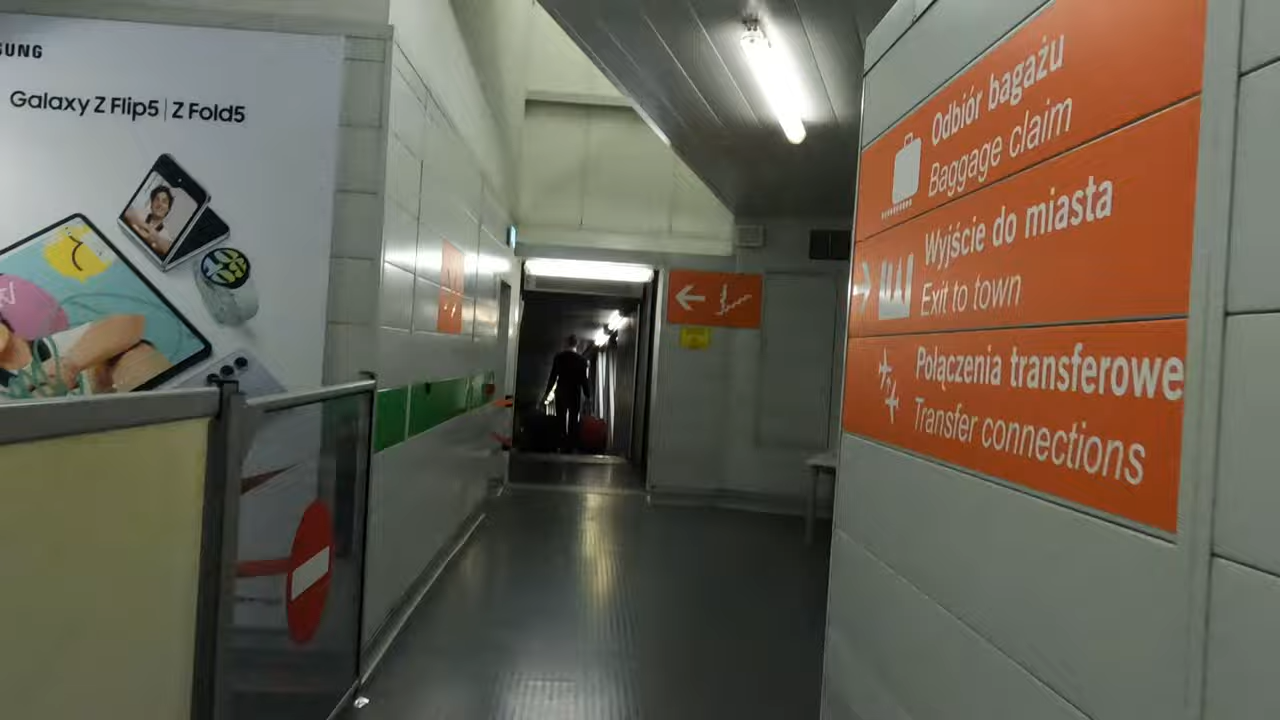 SUNG
Galaxy Z Flip5 | Z Fold5
Odbiór bagażu
Baggage claim
Wyjście do miasta
Exit to town
Połączenia transferowe
Transfer connections